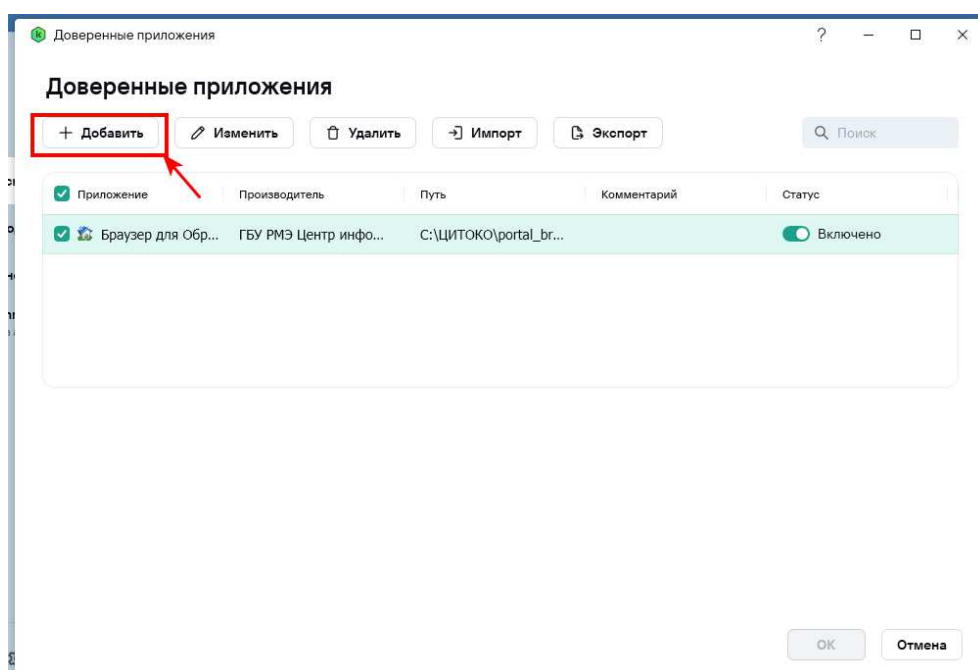 Доверенные приложения
Доверенные приложения
Добавить Изменить Удалить Импорт Экспорт Поиск
Приложение Производитель Путь Комментарий Статус
Браузер для Обр... ГБУ РМЭ Центр инфо... C:\ЦИТОКО\portal_br... Включено
ОК Отмена